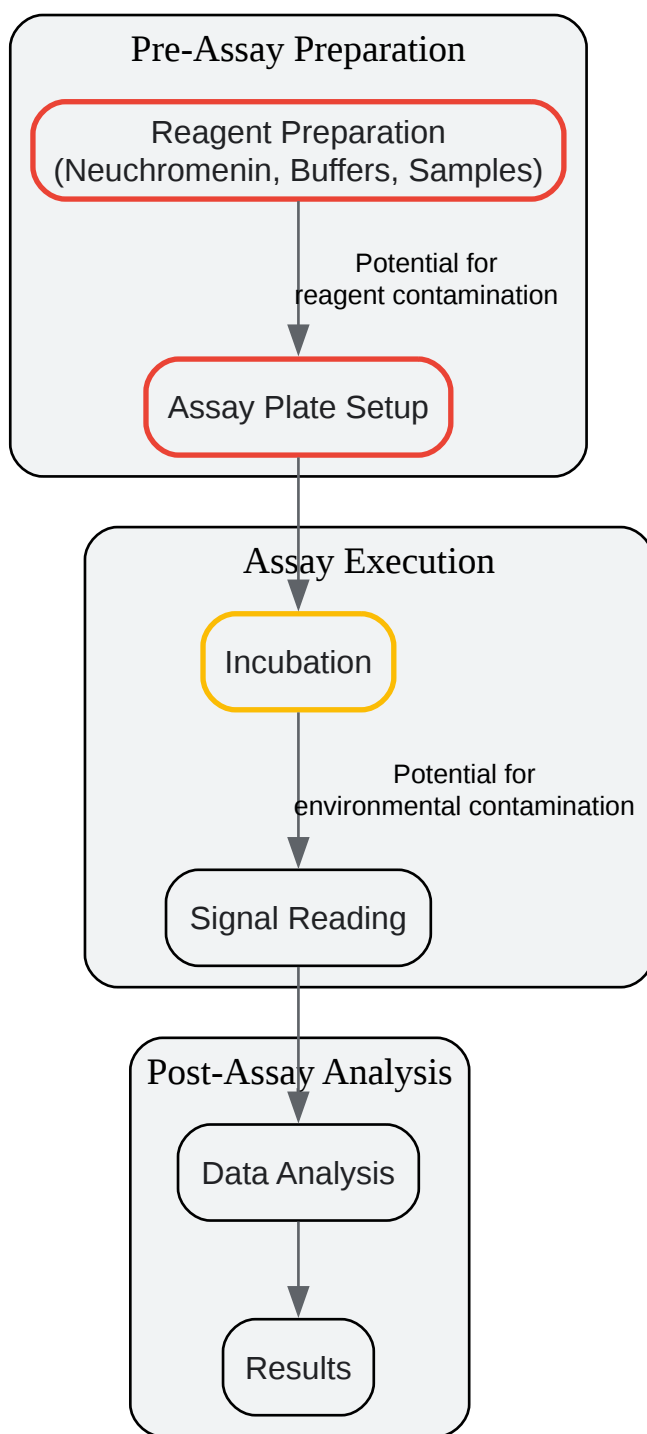 Pre-Assay Preparation
Reagent Preparation
(Neuchromenin, Buffers, Samples)
Potential for
reagent contamination
Assay Plate Setup
Assay Execution
Incubation
Potential for
environmental contamination
Signal Reading
Post-Assay Analysis
Data Analysis
Results